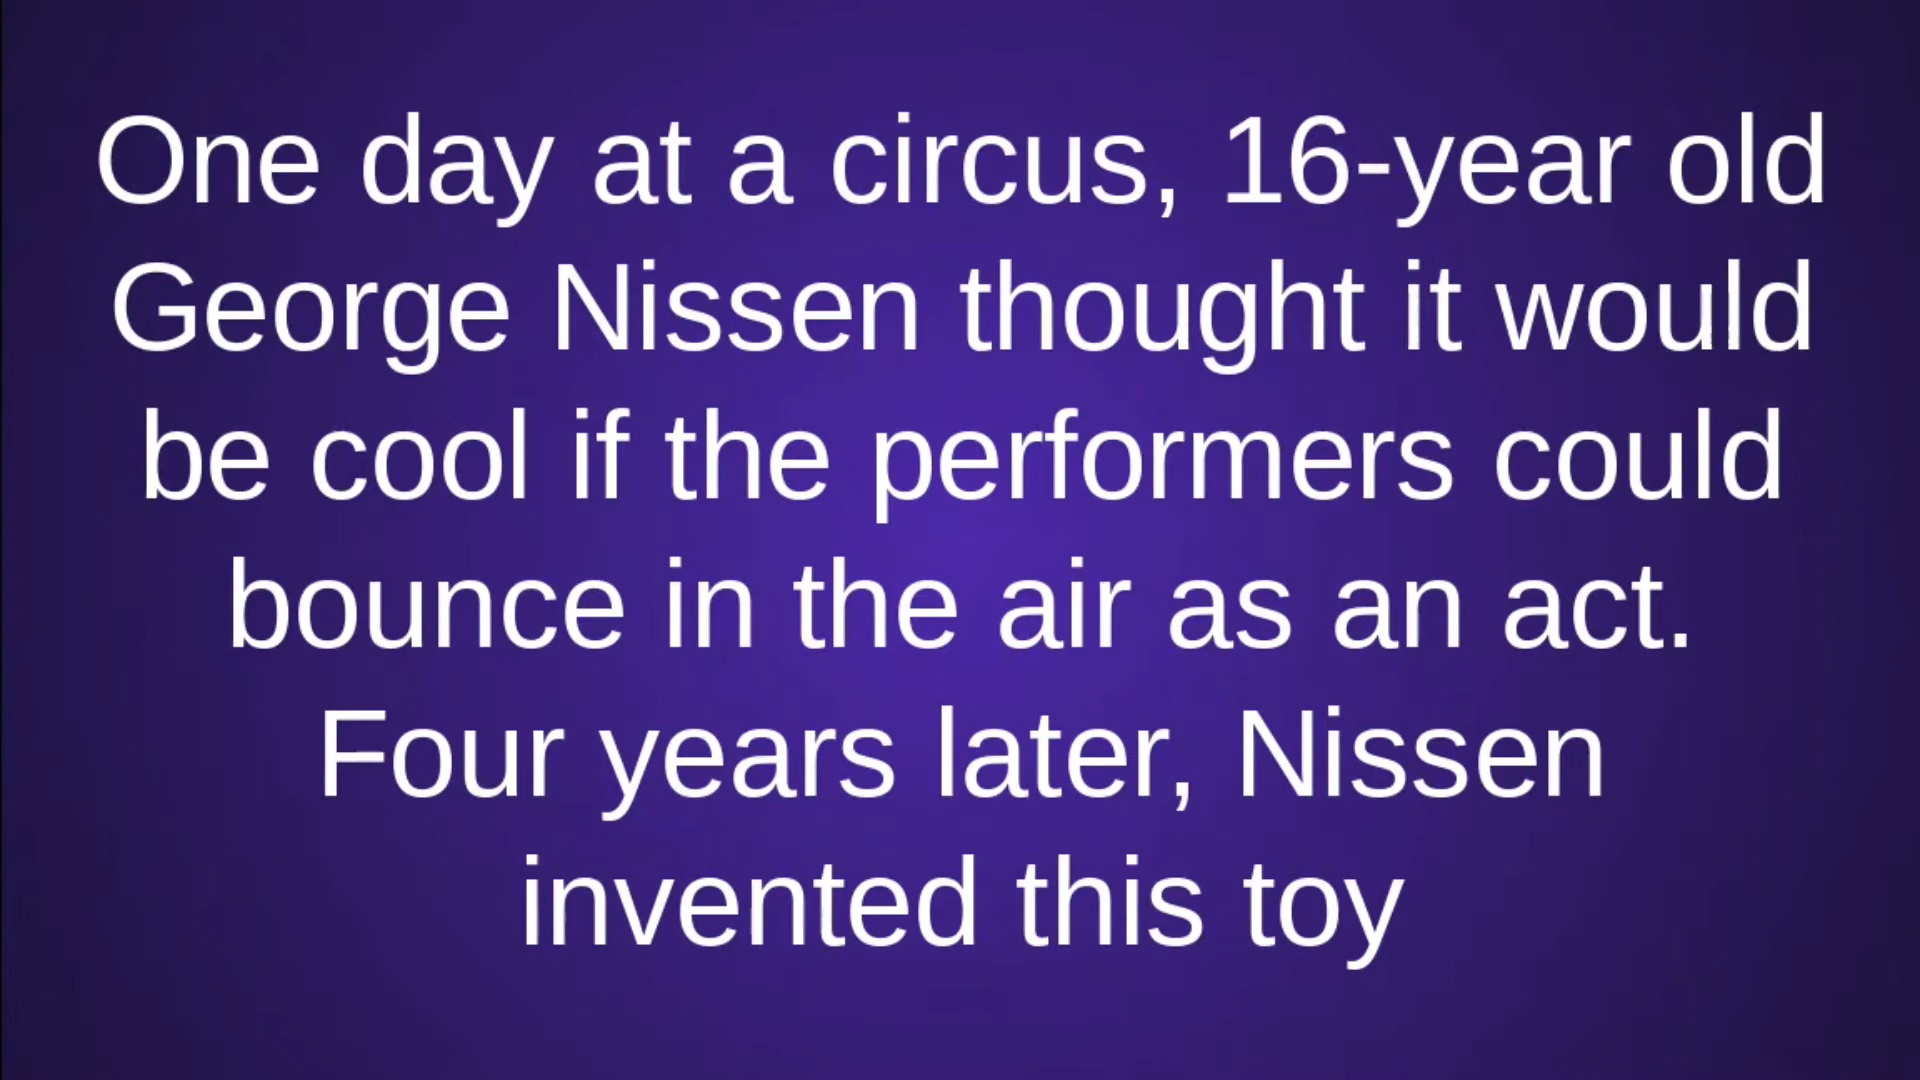 One day at a circus, 16-year old
George Nissen thought it would
be cool if the performers could
bounce in the air as an act.
Four years later, Nissen
invented this toy